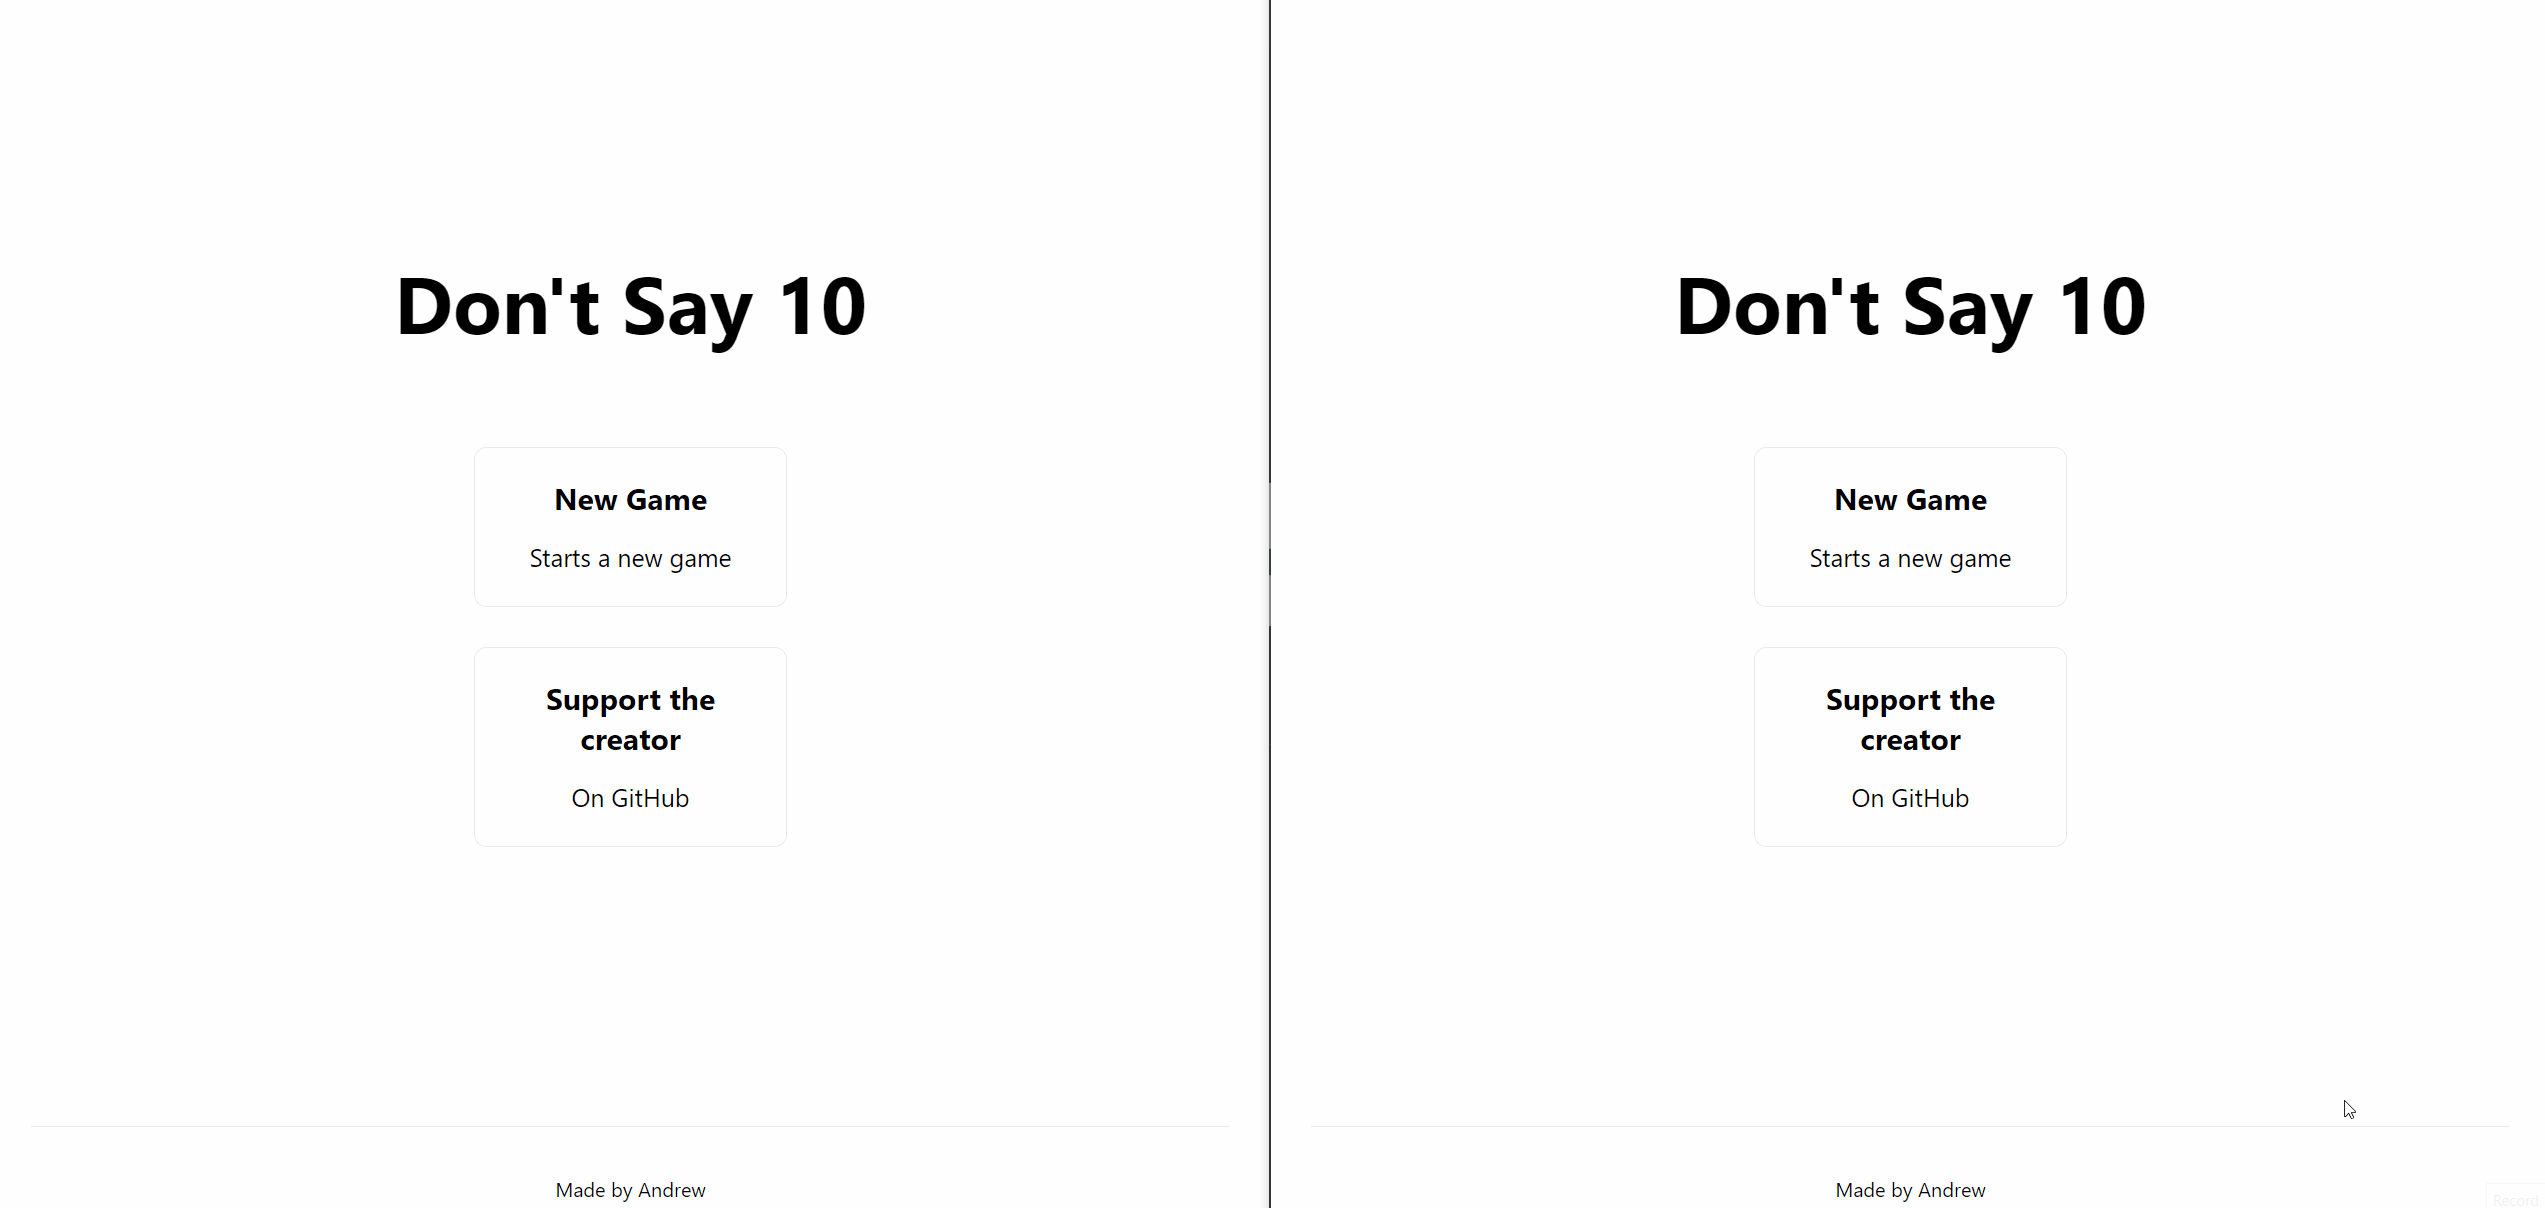 Don't Say 10
New Game
Starts a new game
Support the
creator
On GitHub
Made by Andrew
Don't Say 10
New Game
Starts a new game
Support the
creator
On GitHub
Made by Andrew
Record